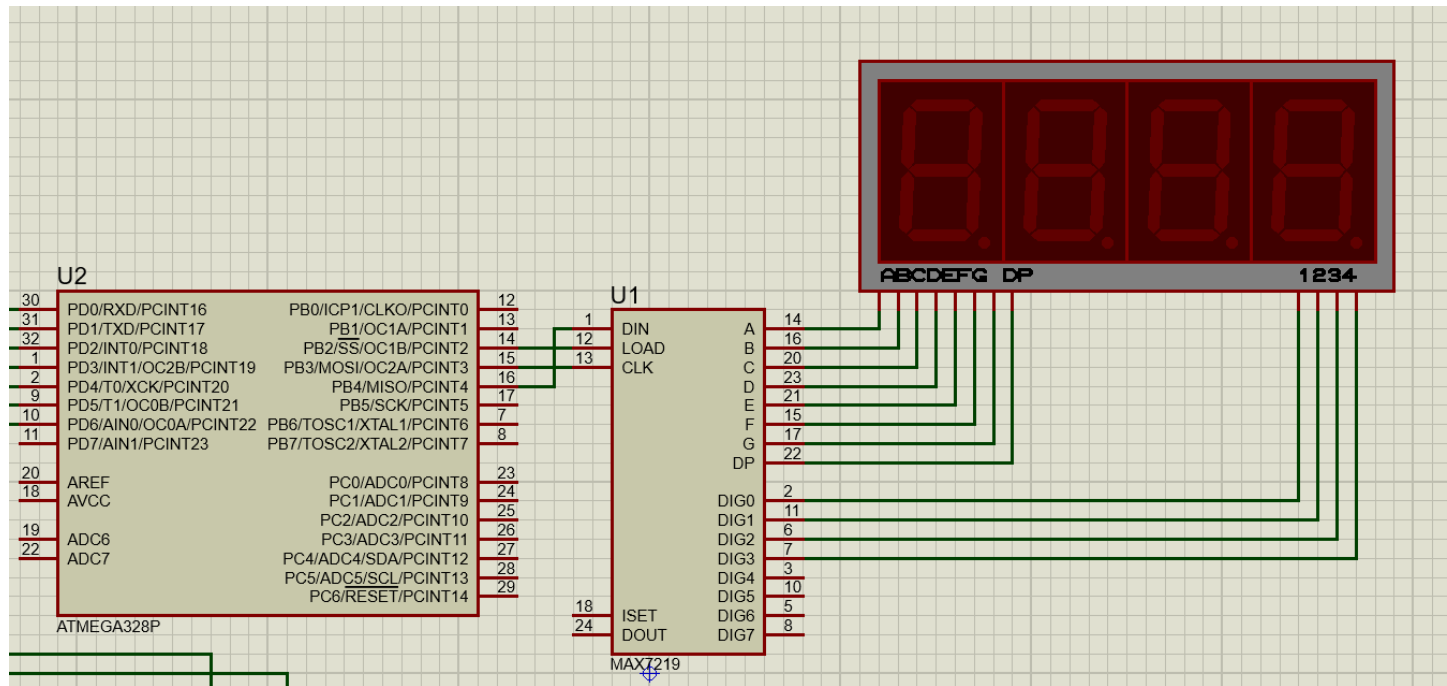 ABCDEFG DP 1234
U2
30 PD0/RXD/PCINT16 PB0/ICP1/CLKO/PCINT0 12
31 PD1/TXD/PCINT17 PB1/OC1A/PCINT1 13
32 PD2/INT0/PCINT18 PB2/SS/OC1B/PCINT2 14
1 PD3/INT1/OC2B/PCINT19 PB3/MOSI/OC2A/PCINT3 15
2 PD4/T0/XCK/PCINT20 PB4/MISO/PCINT4 16
9 PD5/T1/OC0B/PCINT21 PB5/SCK/PCINT5 17
10 PD6/AIN0/OC0A/PCINT22 PB6/TOSC1/XTAL1/PCINT6 7
11 PD7/AIN1/PCINT23 PB7/TOSC2/XTAL2/PCINT7 8
20 AREF PC0/ADC0/PCINT8 23
18 AVCC PC1/ADC1/PCINT9 24
PC2/ADC2/PCINT10 25
19 ADC6 PC3/ADC3/PCINT11 26
22 ADC7 PC4/ADC4/SDA/PCINT12 27
PC5/ADC5/SCL/PCINT13 28
PC6/RESET/PCINT14 29
ATMEGA328P
U1
1 DIN A 14
12 LOAD B 16
13 CLK C 20
D 23
E 21
F 15
G 17
DP 22
DIG0 2
DIG1 11
DIG2 6
DIG3 7
DIG4 3
DIG5 10
18 ISET DIG6 5
24 DOUT DIG7 8
MAX7219